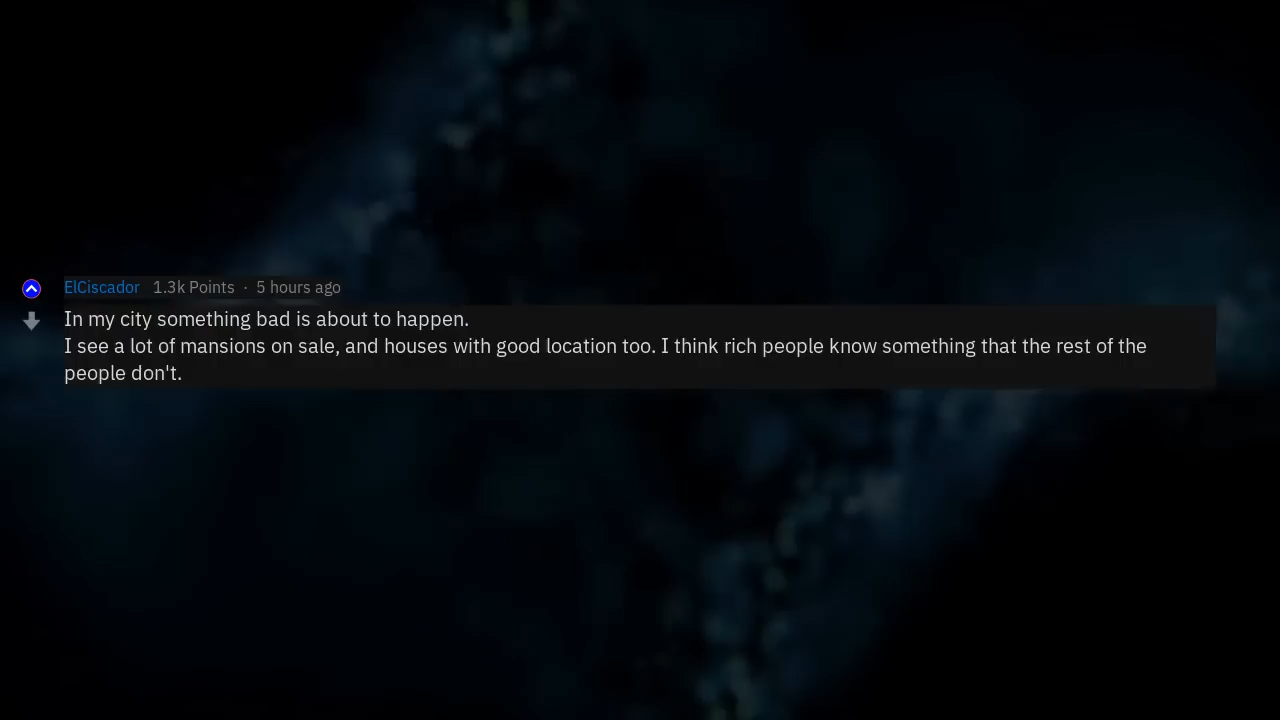 ElCiscador 1.3k Points · 5 hours ago
In my city something bad is about to happen.
I see a lot of mansions on sale, and houses with good location too. I think rich people know something that the rest of the
people don't.